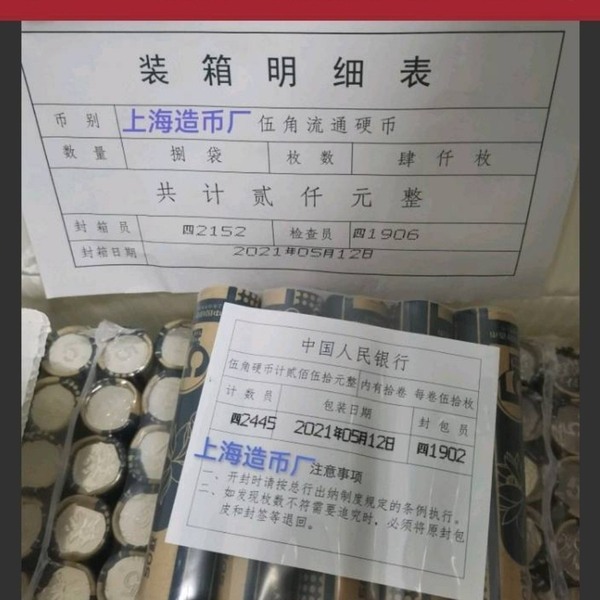 装箱明细表
币别 上海造币厂 伍角流通硬币
数量 捌袋 枚数 肆仟枚
共计贰仟元整
封箱员 四2152 检查员 四1906
封箱日期 2021年05月12日
中国人民银行
伍角硬币计贰佰伍拾元整 内有拾卷 每卷伍拾枚
计数员 包装日期 封包员
四2445 2021年05月12日 四1902
上海造币厂 注意事项
一、开封时请按总行出纳制度规定的条例执行。
二、如发现枚数不符需要追究时，必须将原封包
皮和封签等退回。